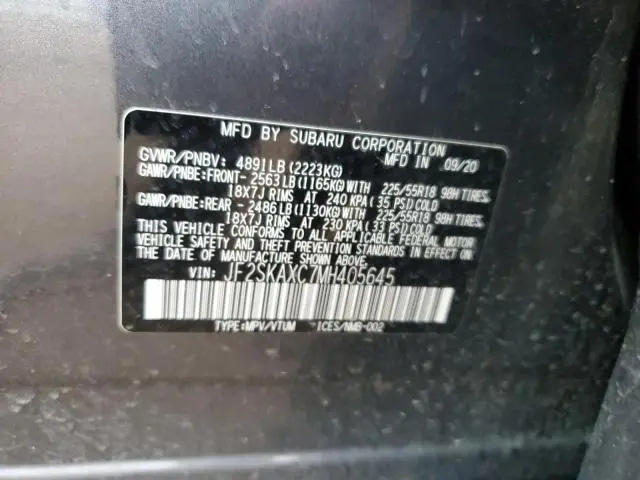 MFD BY SUBARU CORPORATION
GVWR/PNBV: 4891LB (2223KG) MFD IN 09/20
GAWR/PNBE:FRONT- 2563LB (1165KG) WITH 225/55R18 98H TIRES,
18X7J RIMS AT 240 KPA (35 PSI) COLD
GAWR/PNBE:REAR - 2486LB (1130KG) WITH 225/55R18 98H TIRES,
18X7J RIMS AT 230 KPA (33 PSI) COLD
THIS VEHICLE CONFORMS TO ALL APPLICABLE FEDERAL MOTOR
VEHICLE SAFETY AND THEFT PREVENTION STANDARDS IN EFFECT ON
THE DATE OF MANUFACTURE SHOWN ABOVE.
VIN: JF2SKAXC7MH405645
TYPE:MPV/VTUM ICES/NMB-002